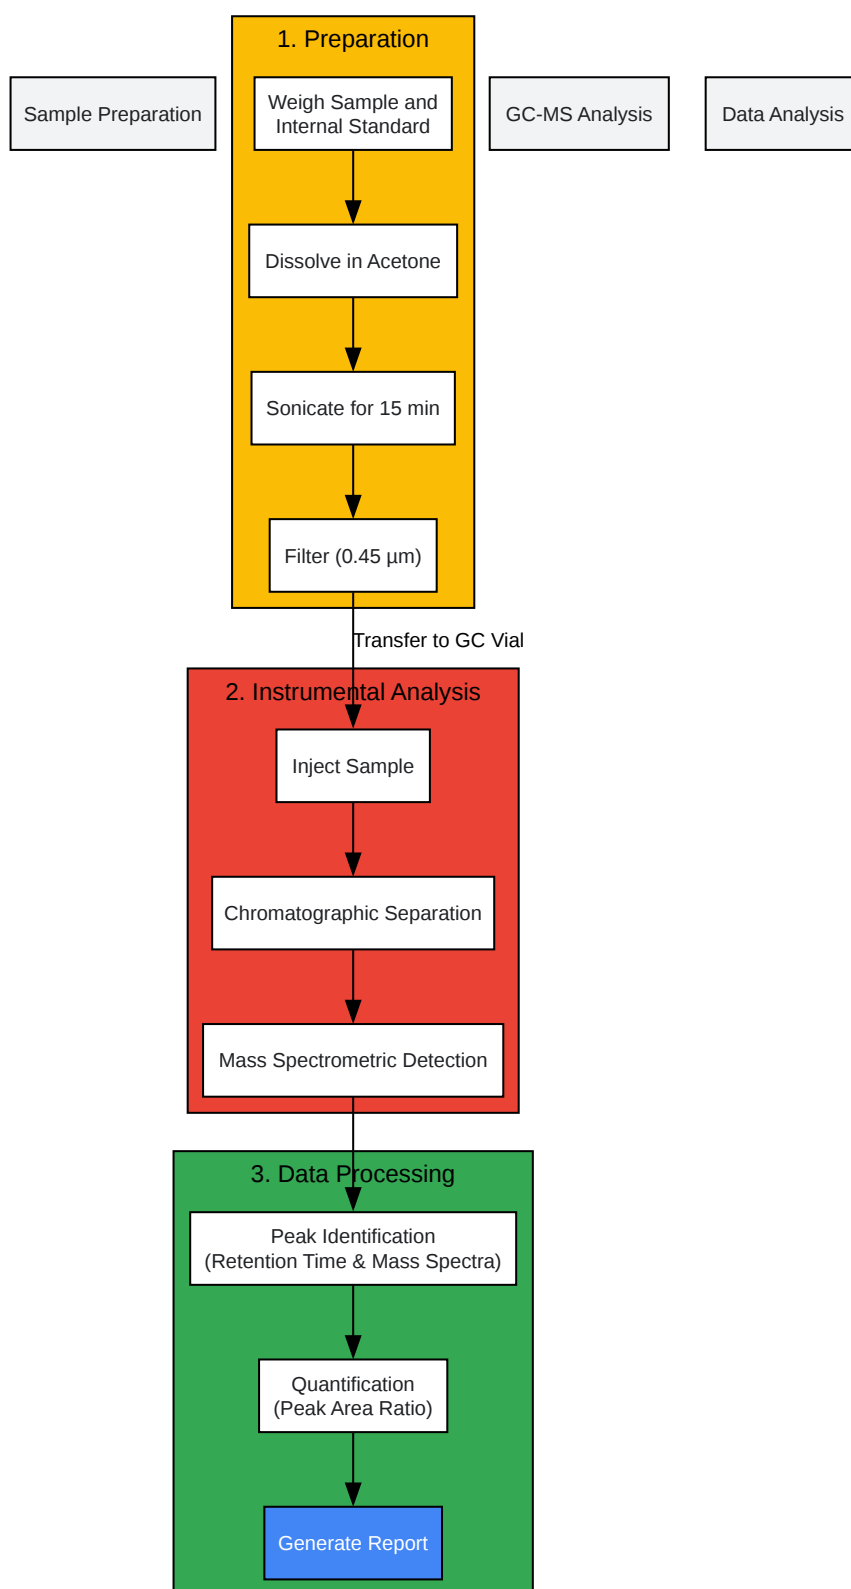 1. Preparation
Sample Preparation
Weigh Sample and
Internal Standard
GC-MS Analysis
Data Analysis
Dissolve in Acetone
Sonicate for 15 min
Filter (0.45 µm)
Transfer to GC Vial
2. Instrumental Analysis
Inject Sample
Chromatographic Separation
Mass Spectrometric Detection
3. Data Processing
Peak Identification
(Retention Time & Mass Spectra)
Quantification
(Peak Area Ratio)
Generate Report